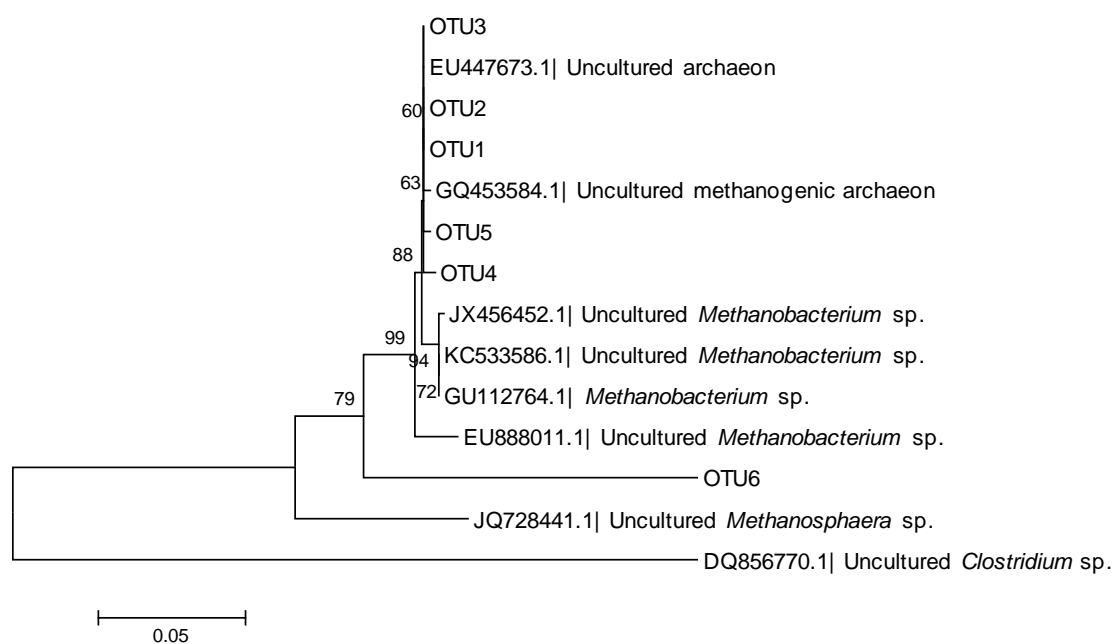 OTU3
EU447673.1| Uncultured archaeon
60
OTU2
OTU1
63
GQ453584.1| Uncultured methanogenic archaeon
OTU5
88
OTU4
JX456452.1| Uncultured Methanobacterium sp.
99
94
KC533586.1| Uncultured Methanobacterium sp.
72
GU112764.1| Methanobacterium sp.
79
EU888011.1| Uncultured Methanobacterium sp.
OTU6
JQ728441.1| Uncultured Methanosphaera sp.
DQ856770.1| Uncultured Clostridium sp.
0.05